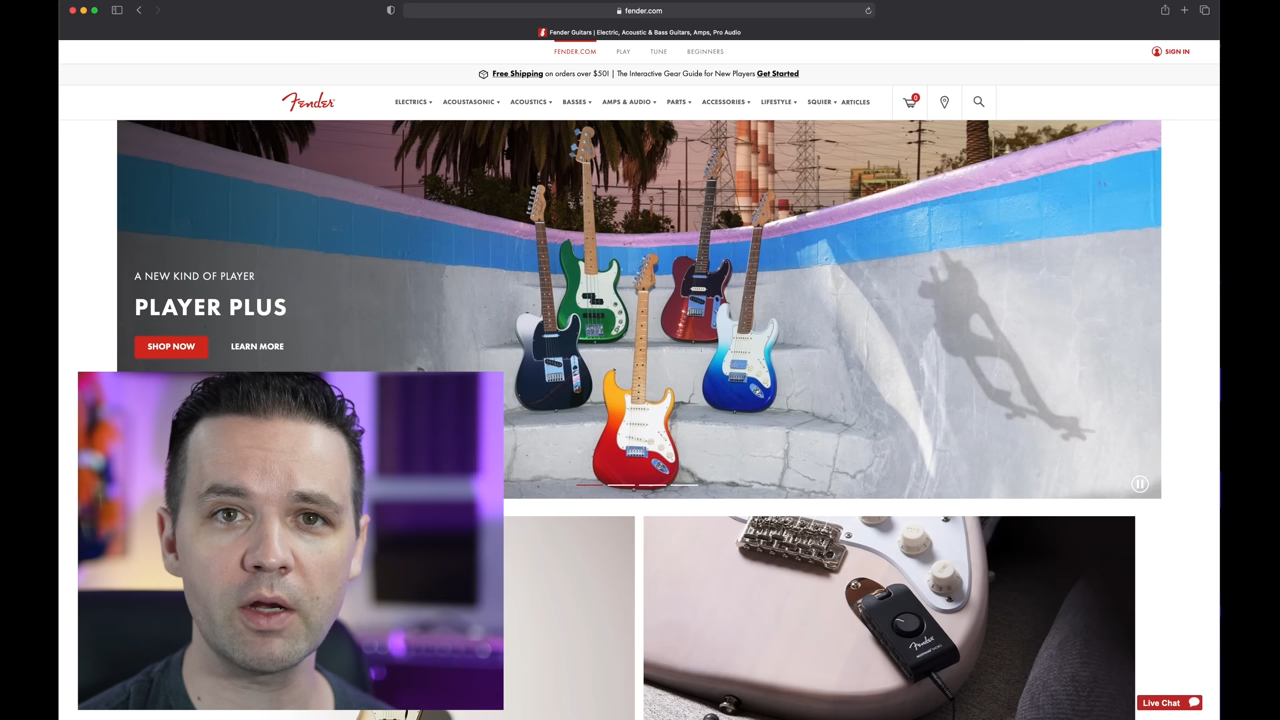 fender.com
Fender Guitars | Electric, Acoustic & Bass Guitars, Amps, Pro Audio
FENDER.COM PLAY TUNE BEGINNERS SIGN IN
Free Shipping on orders over $50! | The Interactive Gear Guide for New Players Get Started
Fender ELECTRICS ACOUSTASONIC ACOUSTICS BASSES AMPS & AUDIO PARTS ACCESSORIES LIFESTYLE SQUIER ARTICLES 0
A NEW KIND OF PLAYER
PLAYER PLUS
SHOP NOW LEARN MORE
Fender
Live Chat